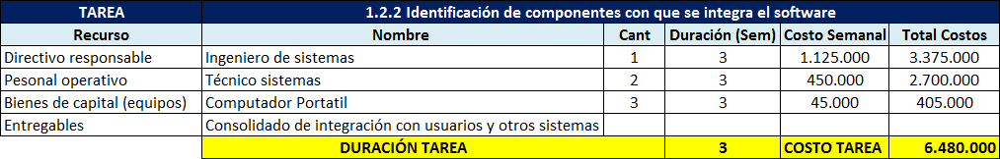 TAREA 1.2.2 Identificación de componentes con que se integra el software
Recurso Nombre Cant Duración (Sem) Costo Semanal Total Costos
Directivo responsable Ingeniero de sistemas 1 3 1.125.000 3.375.000
Pesonal operativo Técnico sistemas 2 3 450.000 2.700.000
Bienes de capital (equipos) Computador Portatil 3 3 45.000 405.000
Entregables Consolidado de integración con usuarios y otros sistemas
DURACIÓN TAREA 3 COSTO TAREA 6.480.000